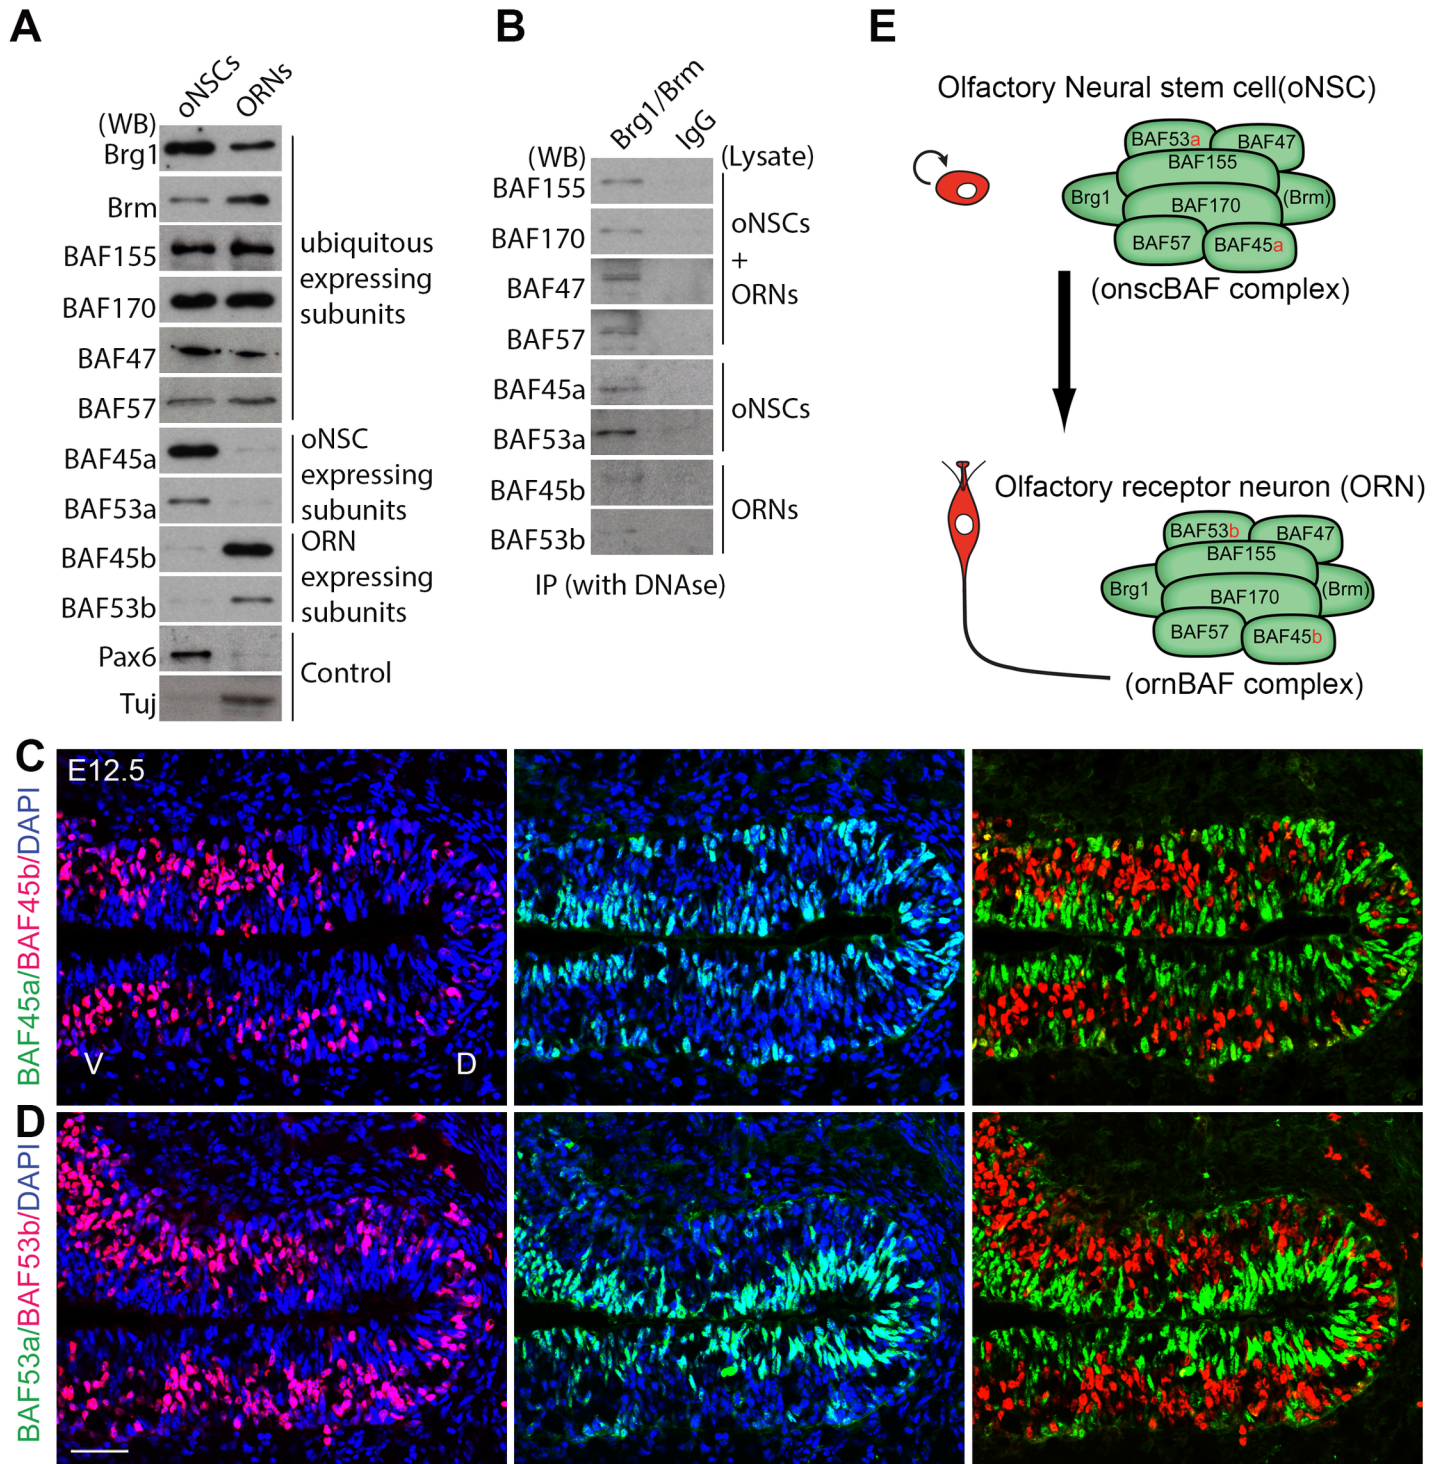 A
oNSCs
ORNs
(WB)
Brg1
Brm
BAF155
BAF170
BAF47
BAF57
BAF45a
BAF53a
BAF45b
BAF53b
Pax6
Tuj
ubiquitous
expressing
subunits
oNSC
expressing
subunits
ORN
expressing
subunits
Control
B
Brg1/Brm
IgG
(WB)
(Lysate)
BAF155
BAF170
BAF47
BAF57
BAF45a
BAF53a
BAF45b
BAF53b
oNSCs
+
ORNs
oNSCs
ORNs
IP (with DNAse)
E
Olfactory Neural stem cell(oNSC)
BAF53a
BAF47
BAF155
Brg1
BAF170
(Brm)
BAF57
BAF45a
(onscBAF complex)
Olfactory receptor neuron (ORN)
BAF53b
BAF47
BAF155
Brg1
BAF170
(Brm)
BAF57
BAF45b
(ornBAF complex)
C
BAF45a/BAF45b/DAPI
E12.5
V
D
D
BAF53a/BAF53b/DAPI